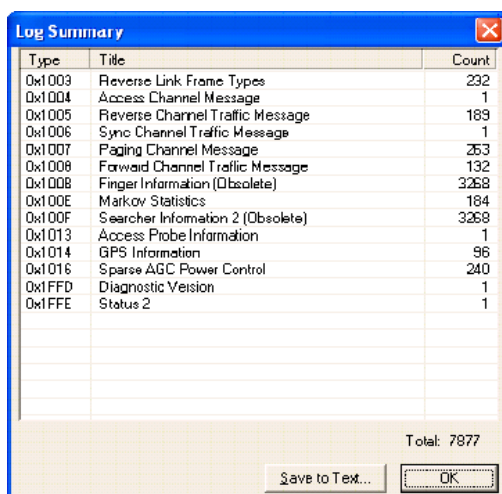 Log Summary
Type Title Count
0x1003 Reverse Link Frame Types 232
0x1004 Access Channel Message 1
0x1005 Reverse Channel Traffic Message 189
0x1006 Sync Channel Traffic Message 1
0x1007 Paging Channel Message 263
0x1008 Forward Channel Traffic Message 132
0x100B Finger Information (Obsolete) 3268
0x100E Markov Statistics 184
0x100F Searcher Information 2 (Obsolete) 3268
0x1013 Access Probe Information 1
0x1014 GPS Information 96
0x1016 Sparse AGC Power Control 240
0x1FFD Diagnostic Version 1
0x1FFE Status 2 1
Total: 7877
Save to Text... OK